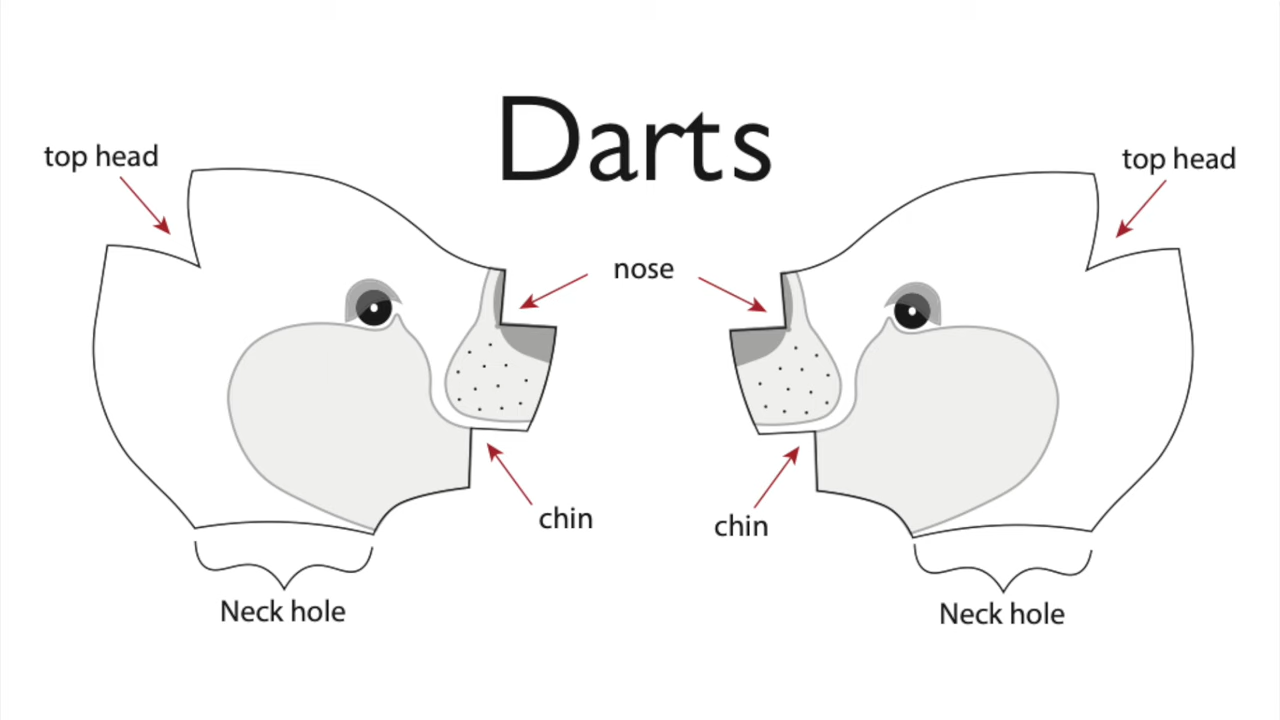 Darts
top head
top head
nose
chin
chin
Neck hole
Neck hole